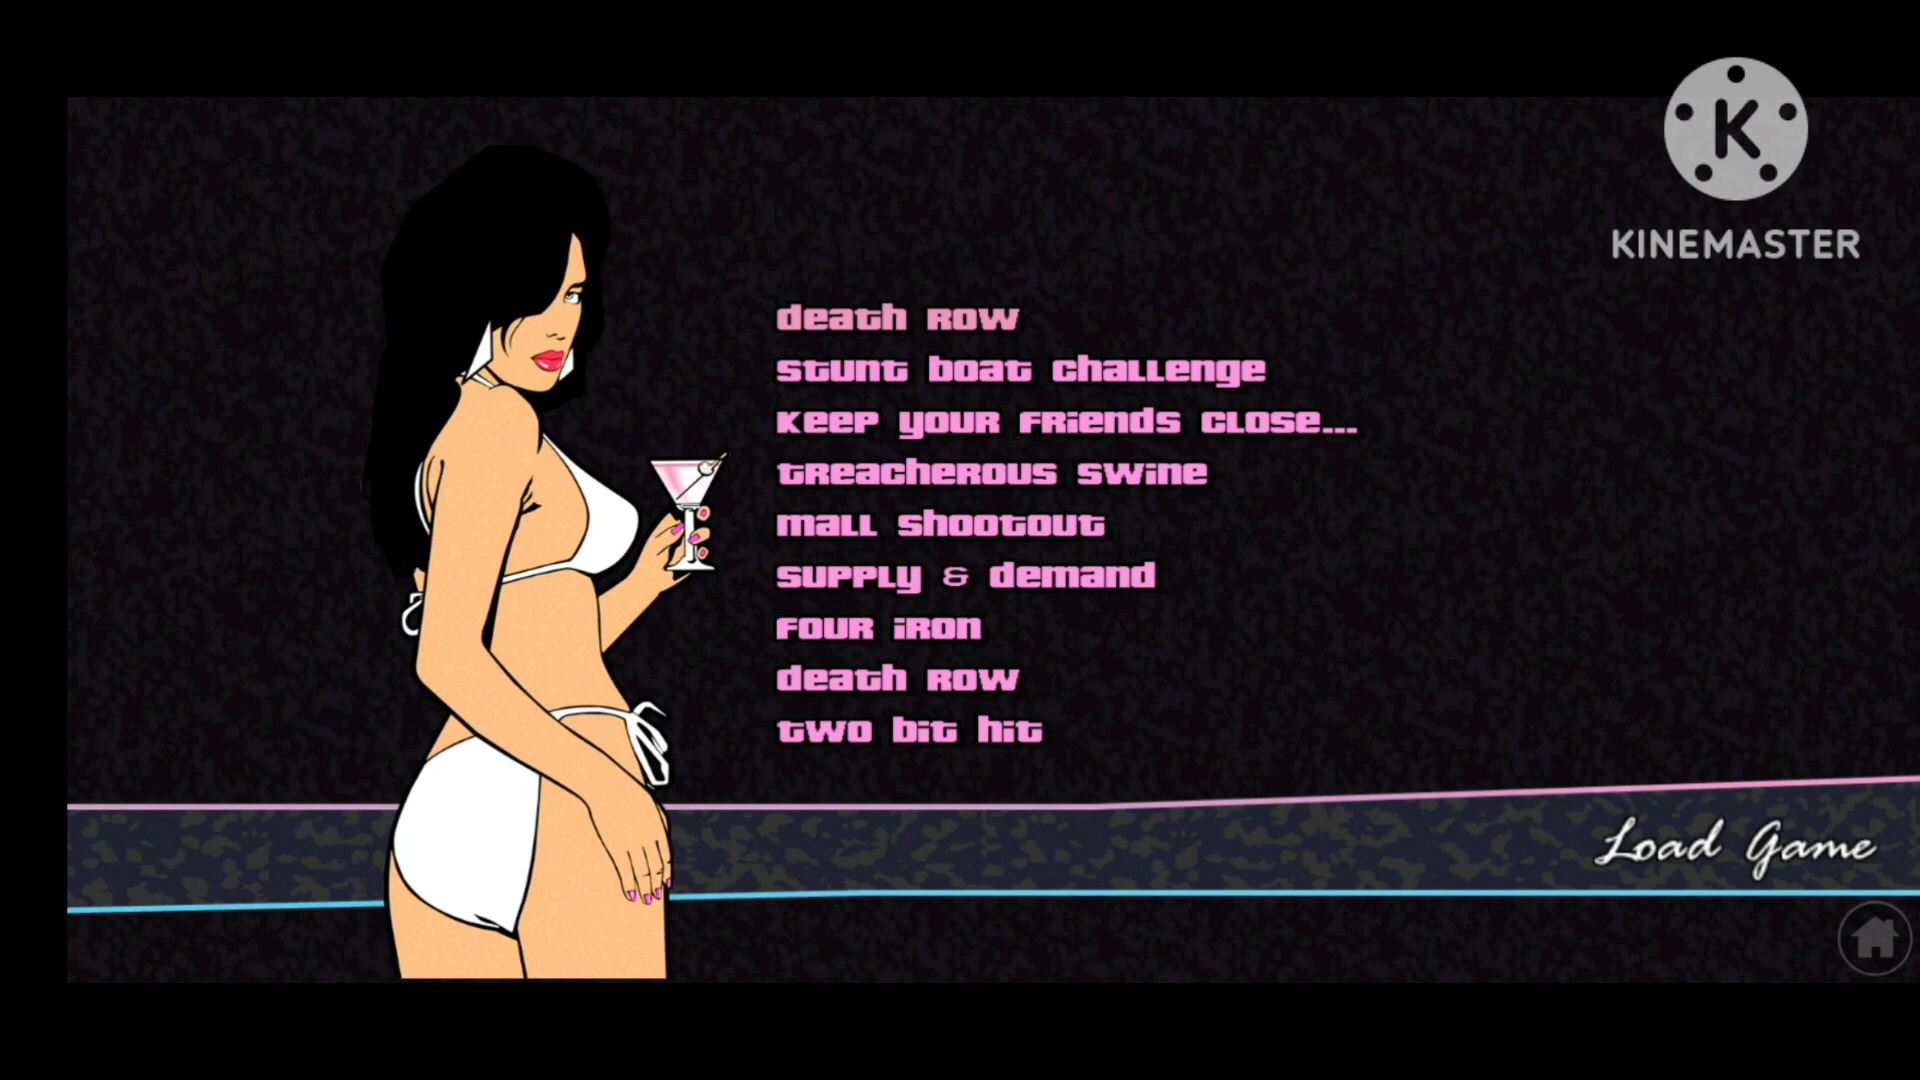 K
KINEMASTER
death row
stunt boat challenge
keep your friends close...
treacherous swine
mall shootout
supply & demand
four iron
death row
two bit hit
Load Game